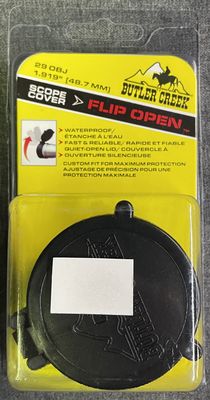 29 OBJ
1.919" (48.7 MM)
BUTLER CREEK
SCOPE
COVER
FLIP OPEN
WATERPROOF/
ÉTANCHE À L'EAU
FAST & RELIABLE/ RAPIDE ET FIABLE
QUIET-OPEN LID/ COUVERCLE À
OUVERTURE SILENCIEUSE
CUSTOM FIT FOR MAXIMUM PROTECTION
AJUSTAGE DE PRÉCISION POUR UNE
PROTECTION MAXIMALE